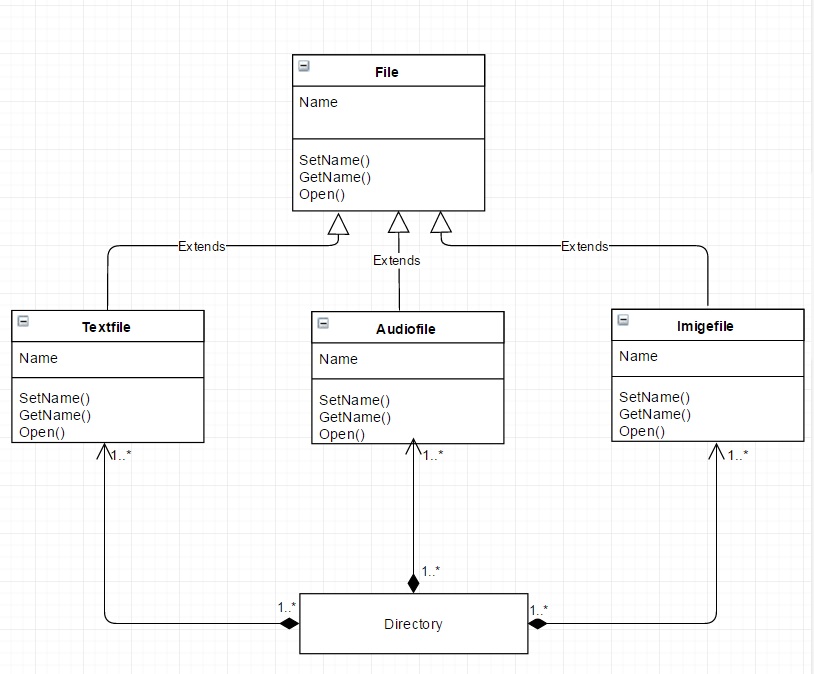 File
Name
SetName()
GetName()
Open()
Extends
Extends
Extends
Textfile
Name
SetName()
GetName()
Open()
Audiofile
Name
SetName()
GetName()
Open()
Imigefile
Name
SetName()
GetName()
Open()
1..*
1..*
1..*
1..*
1..*
1..*
Directory